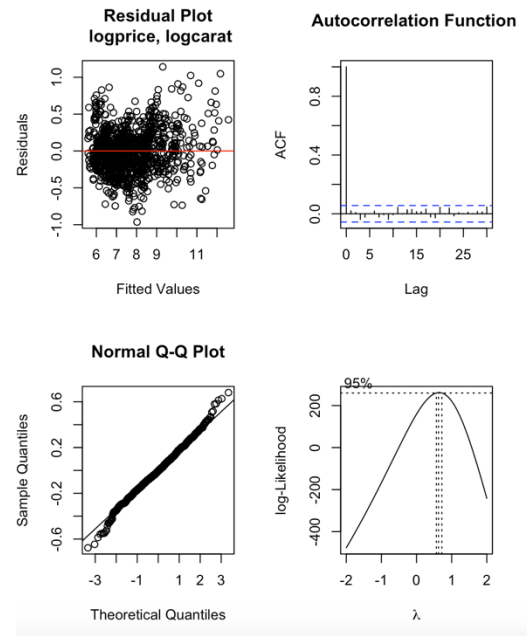 Residual Plot
logprice, logcarat
Residuals
1.0
0.5
0.0
-0.5
-1.0
6 7 8 9 11
Fitted Values
Autocorrelation Function
ACF
0.8
0.4
0.0
0 5 15 25
Lag
Normal Q-Q Plot
Sample Quantiles
0.6
0.2
-0.2
-0.6
-3 -1 1 2 3
Theoretical Quantiles
95%
log-Likelihood
200
0
-200
-400
-2 -1 0 1 2
λ